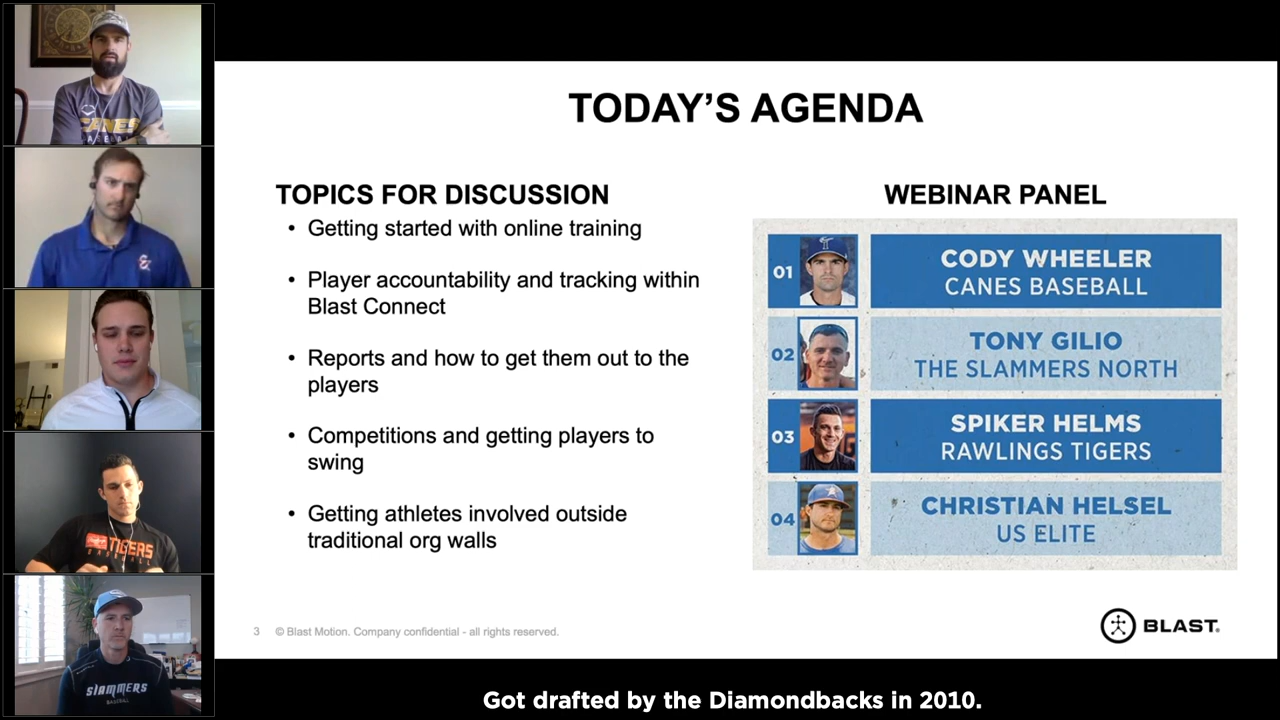 TODAY'S AGENDA
TOPICS FOR DISCUSSION
• Getting started with online training
• Player accountability and tracking within
Blast Connect
• Reports and how to get them out to the
players
• Competitions and getting players to
swing
• Getting athletes involved outside
traditional org walls
WEBINAR PANEL
01
CODY WHEELER
CANES BASEBALL
02
TONY GILIO
THE SLAMMERS NORTH
03
SPIKER HELMS
RAWLINGS TIGERS
04
CHRISTIAN HELSEL
US ELITE
3 © Blast Motion. Company confidential - all rights reserved.
BLAST.
CANES
BASEBALL
TIGERS
BASEBALL
SLAMMERS
BASEBALL
Got drafted by the Diamondbacks in 2010.